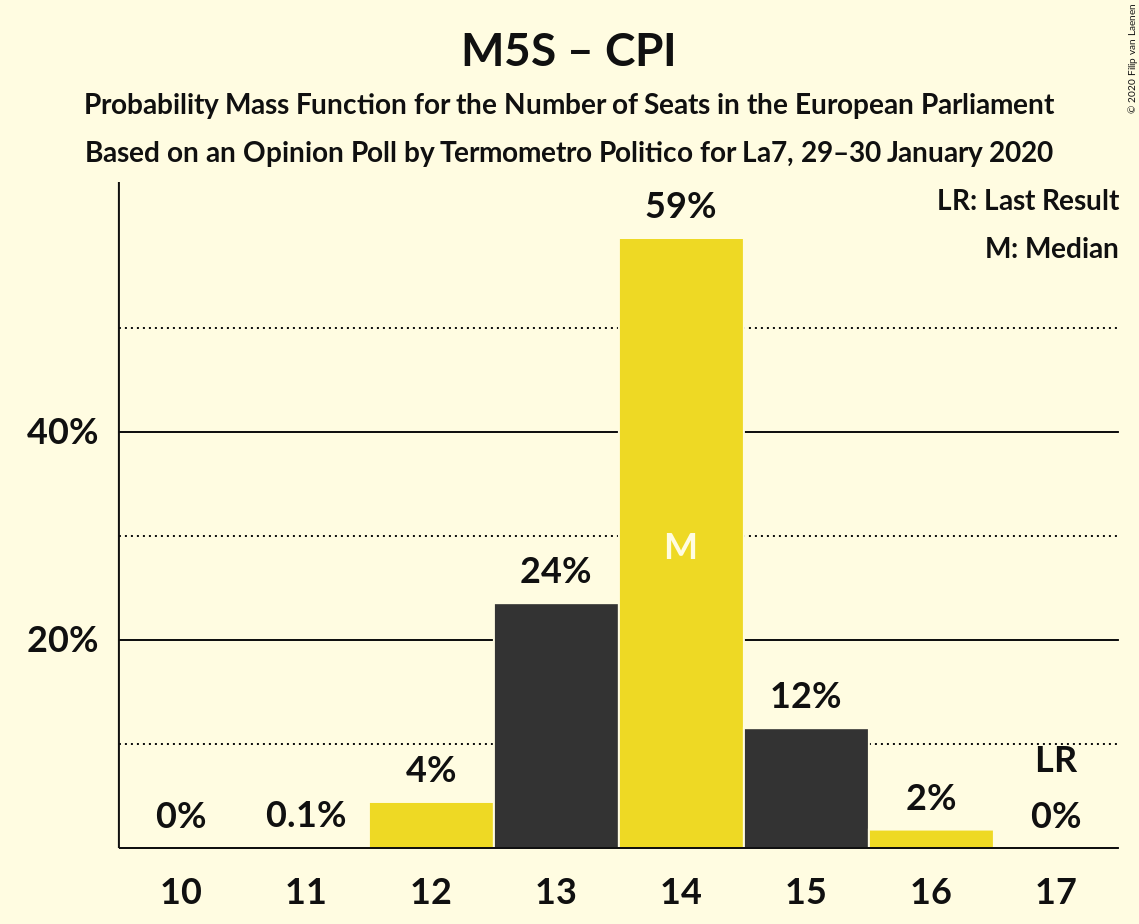 M5S – CPI
Probability Mass Function for the Number of Seats in the European Parliament
Based on an Opinion Poll by Termometro Politico for La7, 29–30 January 2020
© 2020 Filip van Laenen
LR: Last Result
M: Median
59%
40%
M
24%
20%
12%
4%
LR
0%
0.1%
2%
0%
10 11 12 13 14 15 16 17